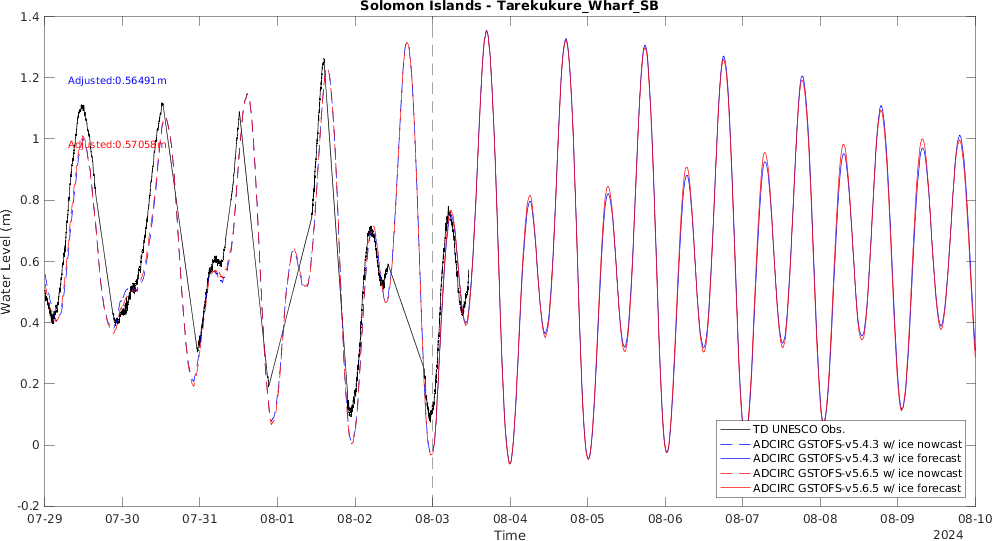 Solomon Islands - Tarekukure_Wharf_SB
1.4
1.2
1
0.8
0.6
0.4
0.2
0
-0.2
Water Level (m)
Adjusted:0.56491m
Adjusted:0.57058m
TD UNESCO Obs.
ADCIRC GSTOFS-v5.4.3 w/ ice nowcast
ADCIRC GSTOFS-v5.4.3 w/ ice forecast
ADCIRC GSTOFS-v5.6.5 w/ ice nowcast
ADCIRC GSTOFS-v5.6.5 w/ ice forecast
07-29 07-30 07-31 08-01 08-02 08-03 08-04 08-05 08-06 08-07 08-08 08-09 08-10
Time
2024